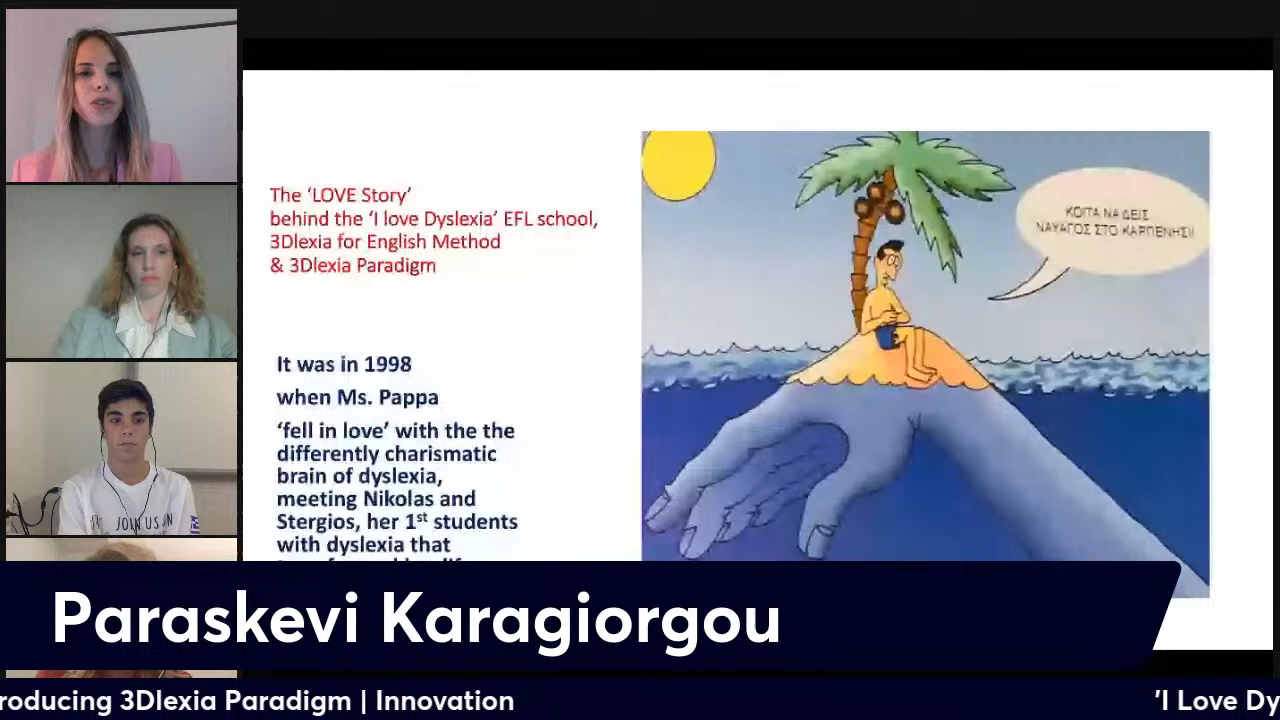 The ‘LOVE Story’
behind the ‘I love Dyslexia’ EFL school,
3Dlexia for English Method
& 3Dlexia Paradigm
It was in 1998
when Ms. Pappa
‘fell in love’ with the the
differently charismatic
brain of dyslexia,
meeting Nikolas and
Stergios, her 1st students
with dyslexia that
ΚΟΙΤΑ ΝΑ ΔΕΙΣ
ΝΑΥΑΓΟΣ ΣΤΟ ΚΑΡΠΕΝΗΣΙ!
JOIN US IN
Paraskevi Karagiorgou
roducing 3Dlexia Paradigm | Innovation
'I Love Dy